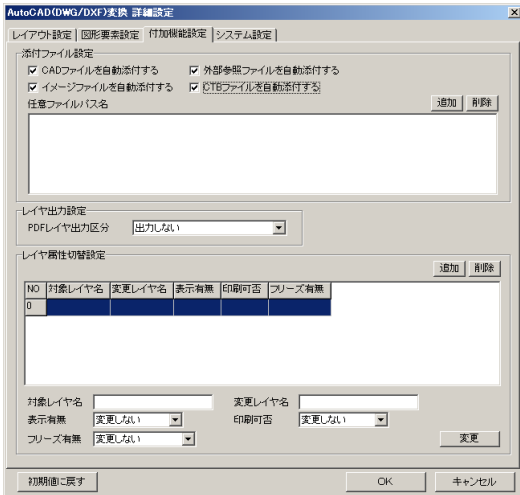 AutoCAD(DWG/DXF)変換 詳細設定
レイアウト設定 図形要素設定 付加機能設定 システム設定
添付ファイル設定
CADファイルを自動添付する 外部参照ファイルを自動添付する
イメージファイルを自動添付する CTBファイルを自動添付する
任意ファイルパス名 追加 削除
レイヤ出力設定
PDFレイヤ出力区分 出力しない
レイヤ属性切替設定
追加 削除
NO 対象レイヤ名 変更レイヤ名 表示有無 印刷可否 フリーズ有無
0
対象レイヤ名 変更レイヤ名
表示有無 変更しない 印刷可否 変更しない
フリーズ有無 変更しない 変更
初期値に戻す OK キャンセル